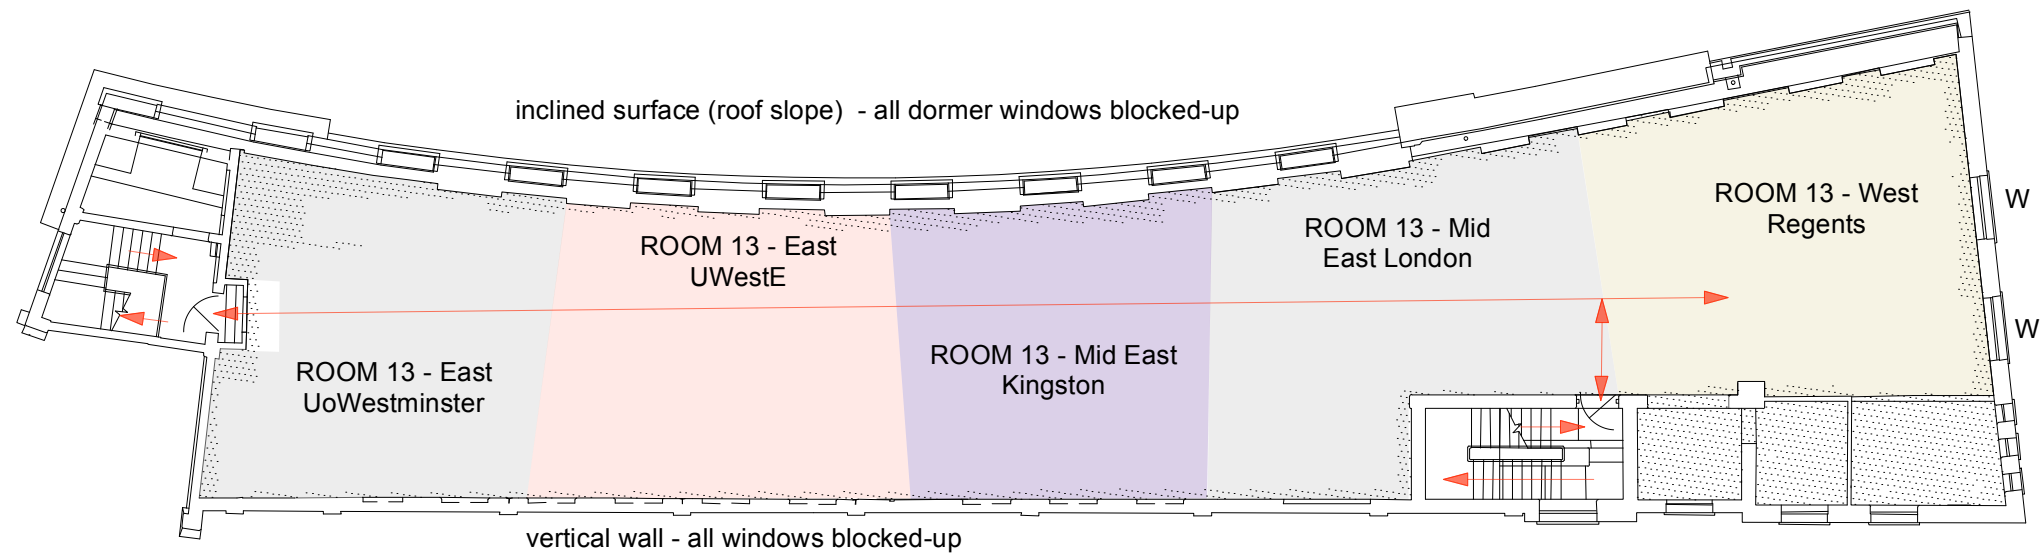 inclined surface (roof slope)  - all dormer windows blocked-up
ROOM 13 - East
UoWestminster
ROOM 13 - East
UWestE
ROOM 13 - Mid East
Kingston
ROOM 13 - Mid
East London
ROOM 13 - West
Regents
W
W
vertical wall - all windows blocked-up